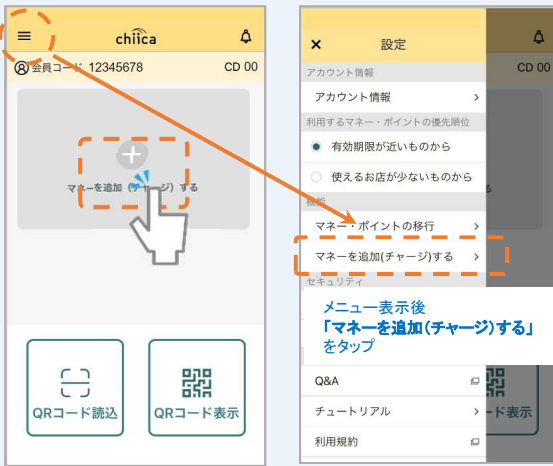 chiica
会員コード 12345678
CD 00
マネーを追加（チャージ）する
QRコード読込
QRコード表示
×
設定
CD 00
アカウント情報
アカウント情報
利用するマネー・ポイントの優先順位
有効期限が近いものから
使えるお店が少ないものから
る
機能
マネー・ポイントの移行
マネーを追加(チャージ)する
セキュリティ
メニュー表示後
「マネーを追加(チャージ)する」
をタップ
Q&A
チュートリアル
ード表示
利用規約